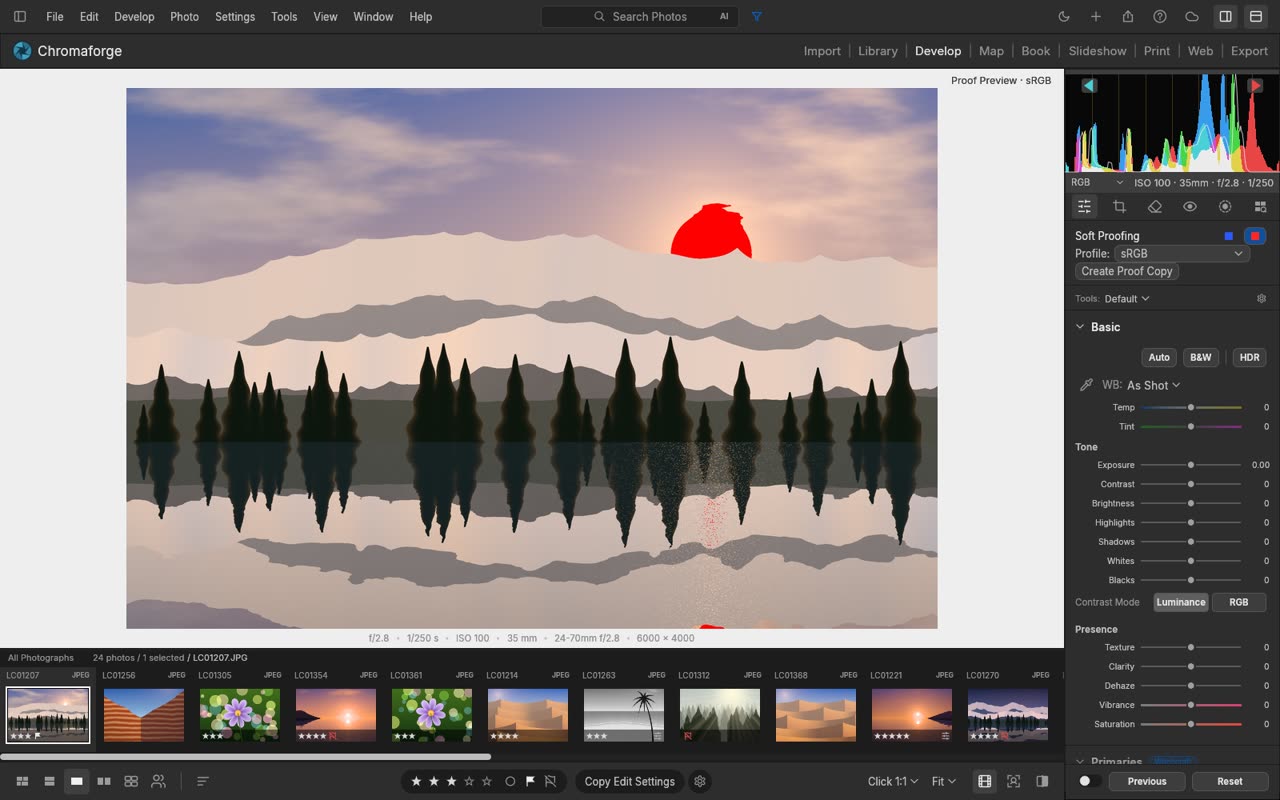 File Edit Develop Photo Settings Tools View Window Help
Search Photos AI
Chromaforge
Import Library Develop Map Book Slideshow Print Web Export
Proof Preview · sRGB
RGB ISO 100 · 35mm · f/2.8 · 1/250
Soft Proofing
Profile: sRGB
Create Proof Copy
Tools: Default
Basic
Auto B&W HDR
WB: As Shot
Temp 0
Tint 0
Tone
Exposure 0.00
Contrast 0
Brightness 0
Highlights 0
Shadows 0
Whites 0
Blacks 0
Contrast Mode Luminance RGB
Presence
Texture 0
Clarity 0
Dehaze 0
Vibrance 0
Saturation 0
Primaries
Previous Reset
f/2.8 • 1/250 s • ISO 100 • 35 mm • 24-70mm f/2.8 • 6000 × 4000
All Photographs 24 photos / 1 selected / LC01207.JPG
LC01207 JPEG LC01256 JPEG LC01305 JPEG LC01354 JPEG LC01361 JPEG LC01214 JPEG LC01263 JPEG LC01312 JPEG LC01368 JPEG LC01221 JPEG LC01270 JPEG
Copy Edit Settings
Click 1:1 Fit